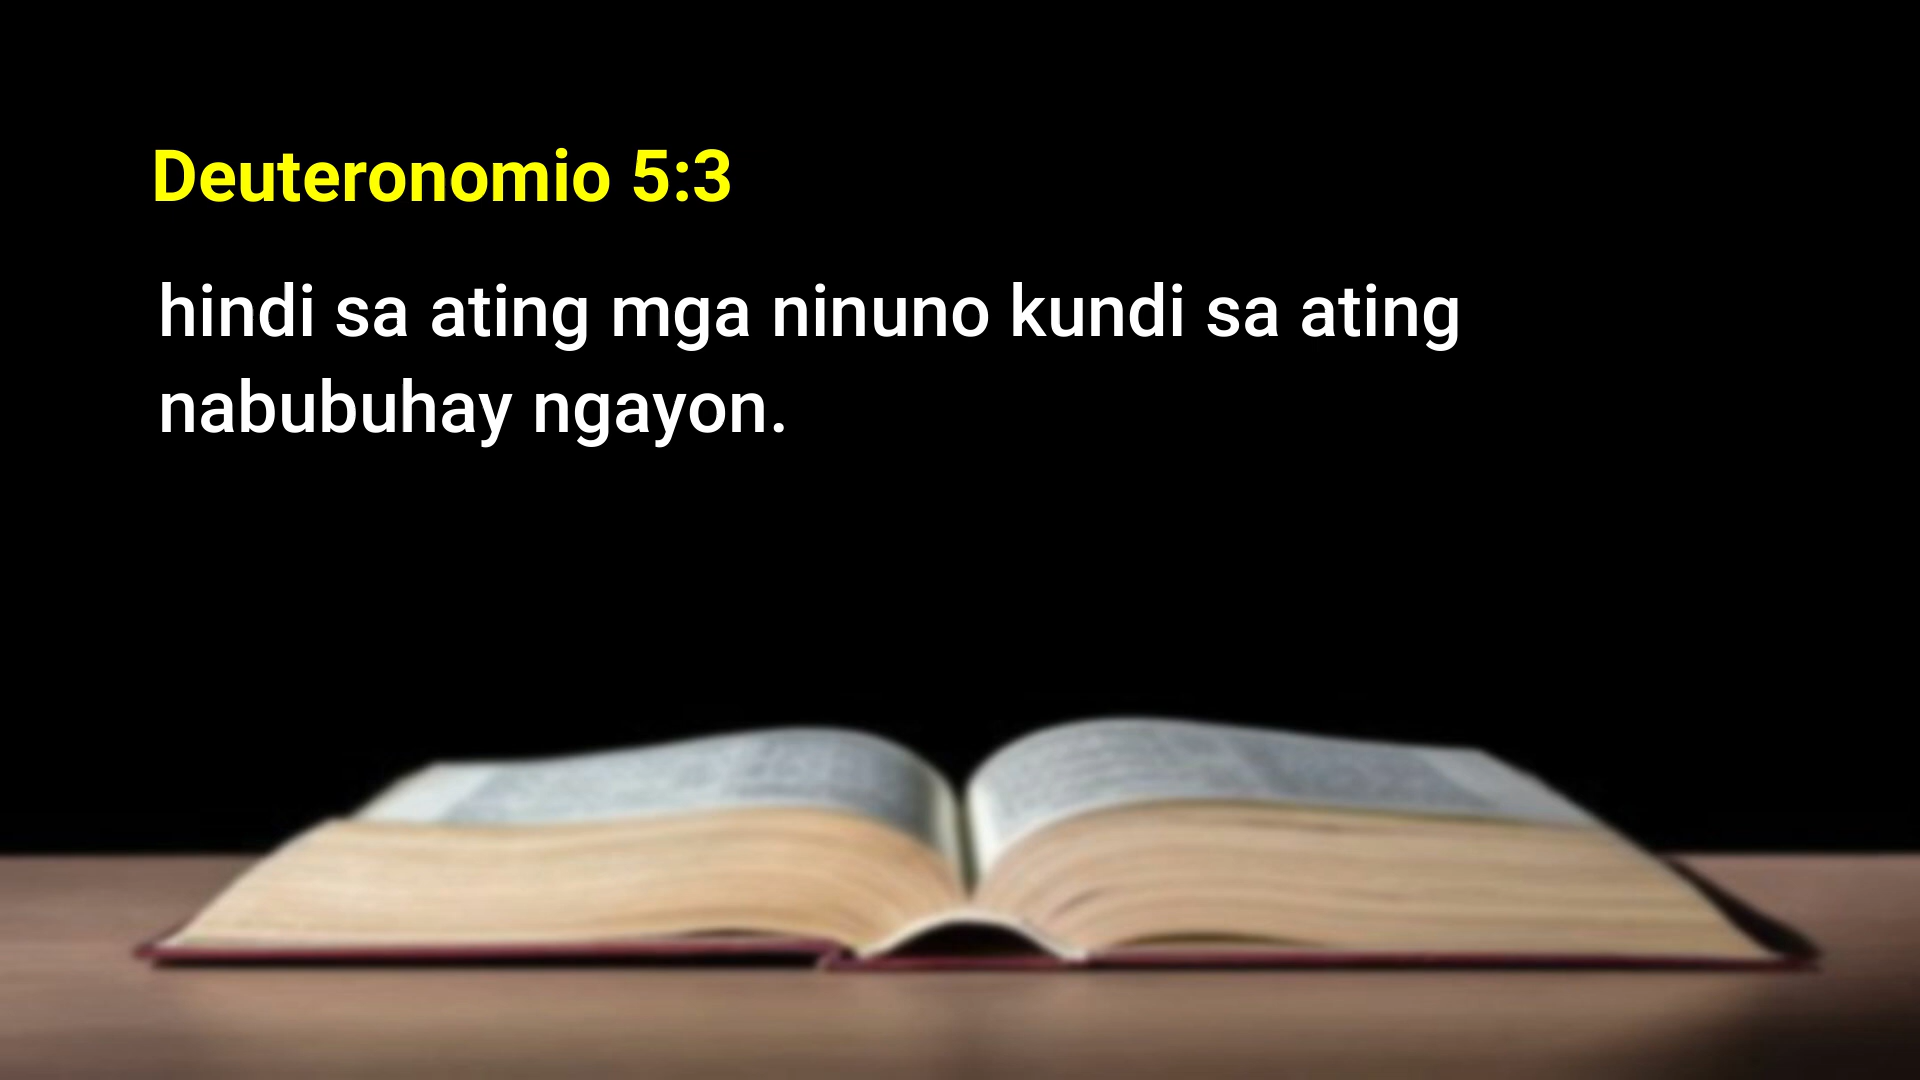 Deuteronomio 5:3
hindi sa ating mga ninuno kundi sa ating
nabubuhay ngayon.